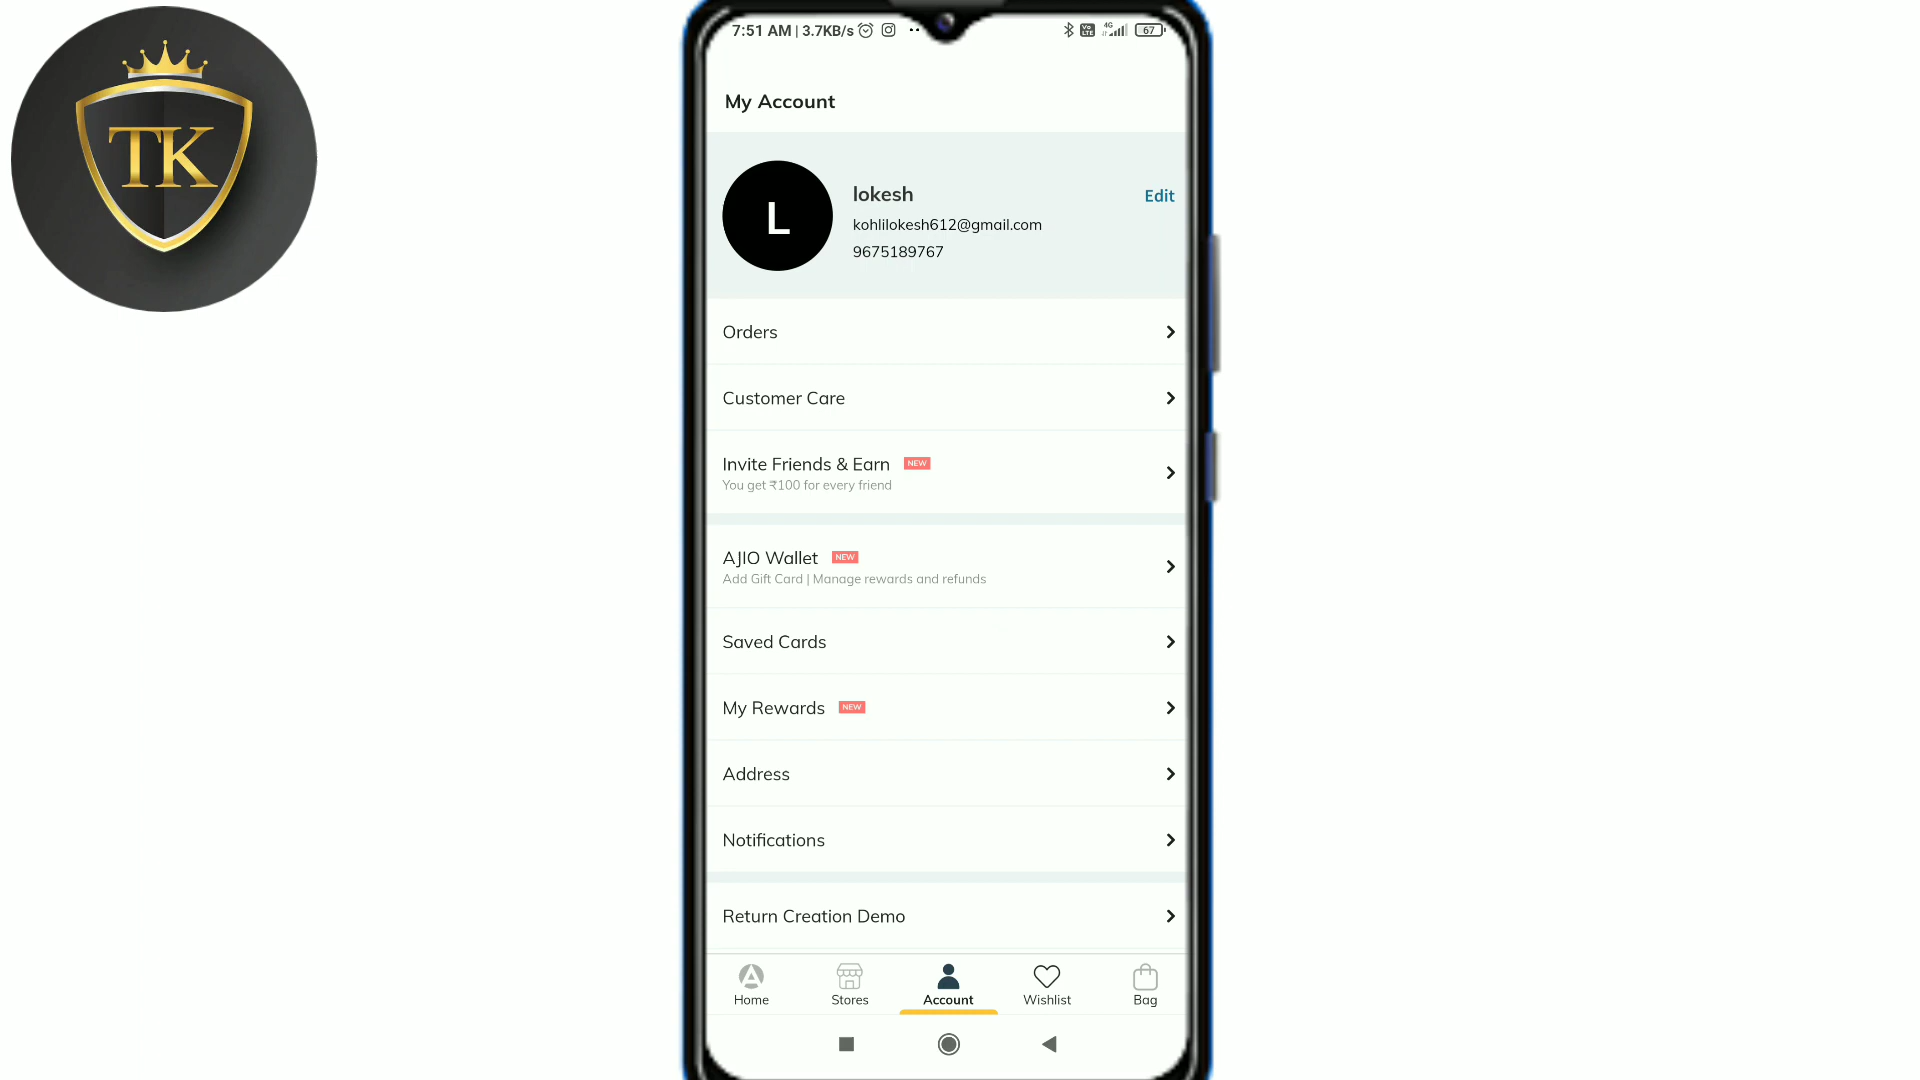 TK
7:51 AM | 3.7KB/s
4G
67
My Account
L
lokesh
Edit
kohlilokesh612@gmail.com
9675189767
Orders
Customer Care
Invite Friends & Earn NEW
You get ₹100 for every friend
AJIO Wallet NEW
Add Gift Card | Manage rewards and refunds
Saved Cards
My Rewards NEW
Address
Notifications
Return Creation Demo
Home Stores Account Wishlist Bag